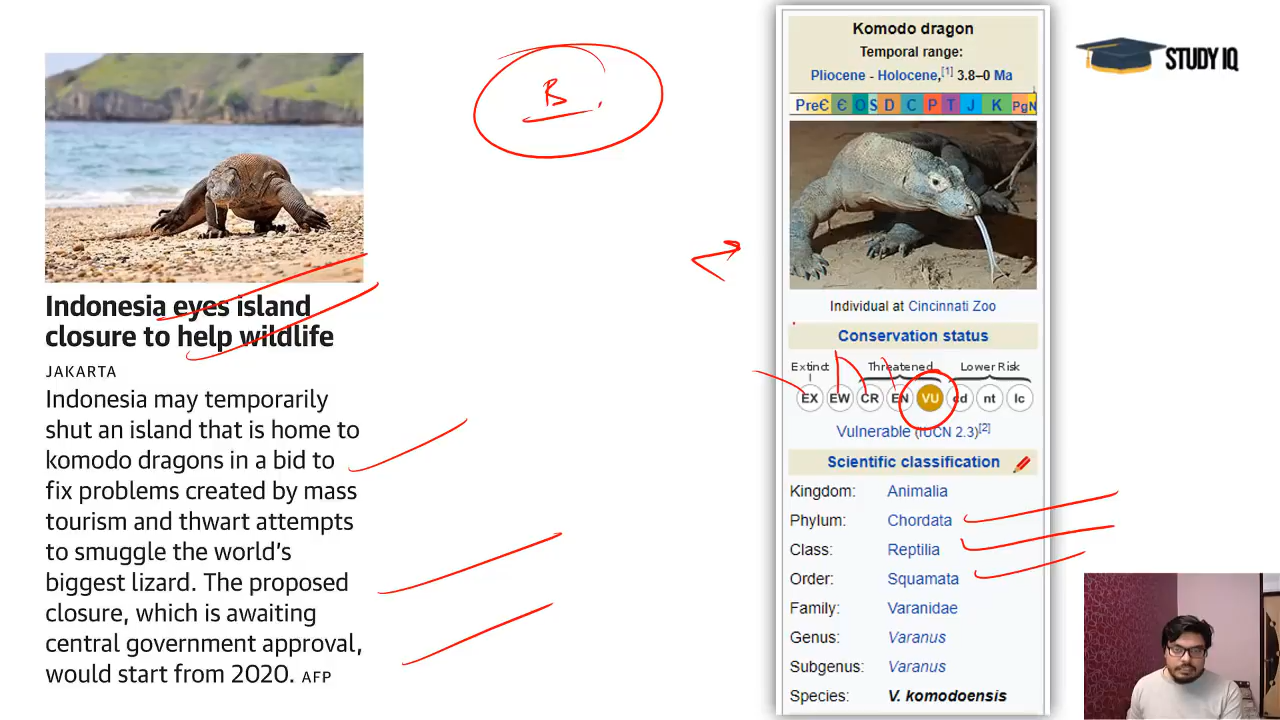 Indonesia eyes island
closure to help wildlife
JAKARTA
Indonesia may temporarily
shut an island that is home to
komodo dragons in a bid to
fix problems created by mass
tourism and thwart attempts
to smuggle the world's
biggest lizard. The proposed
closure, which is awaiting
central government approval,
would start from 2020. AFP
B.
Komodo dragon
Temporal range:
Pliocene - Holocene,[1] 3.8–0 Ma
PreЄ Є O S D C P T J K Pg N
Individual at Cincinnati Zoo
Conservation status
Extinct Threatened Lower Risk
EX EW CR EN VU cd nt lc
Vulnerable (IUCN 2.3)[2]
Scientific classification
Kingdom: Animalia
Phylum: Chordata
Class: Reptilia
Order: Squamata
Family: Varanidae
Genus: Varanus
Subgenus: Varanus
Species: V. komodoensis
STUDY IQ